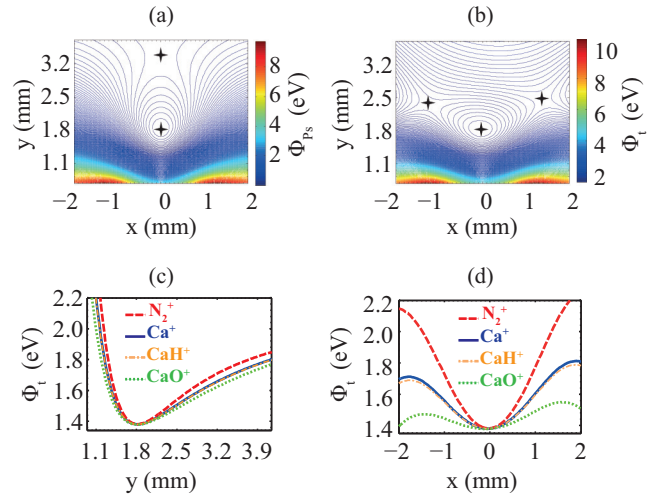 (a)
(b)
3.2
2.5
1.8
1.1
y (mm)
−2
−1
0
1
2
x (mm)
8
6
4
2
Φ_Ps (eV)
3.2
2.5
1.8
1.1
y (mm)
−2
−1
0
1
2
x (mm)
10
8
6
4
2
Φ_t (eV)
(c)
(d)
2.2
2.0
1.8
1.6
1.4
Φ_t (eV)
N₂⁺
Ca⁺
CaH⁺
CaO⁺
1.1 1.8 2.5 3.2 3.9
y (mm)
2.2
2.0
1.8
1.6
1.4
Φ_t (eV)
N₂⁺
Ca⁺
CaH⁺
CaO⁺
−2 −1 0 1 2
x (mm)